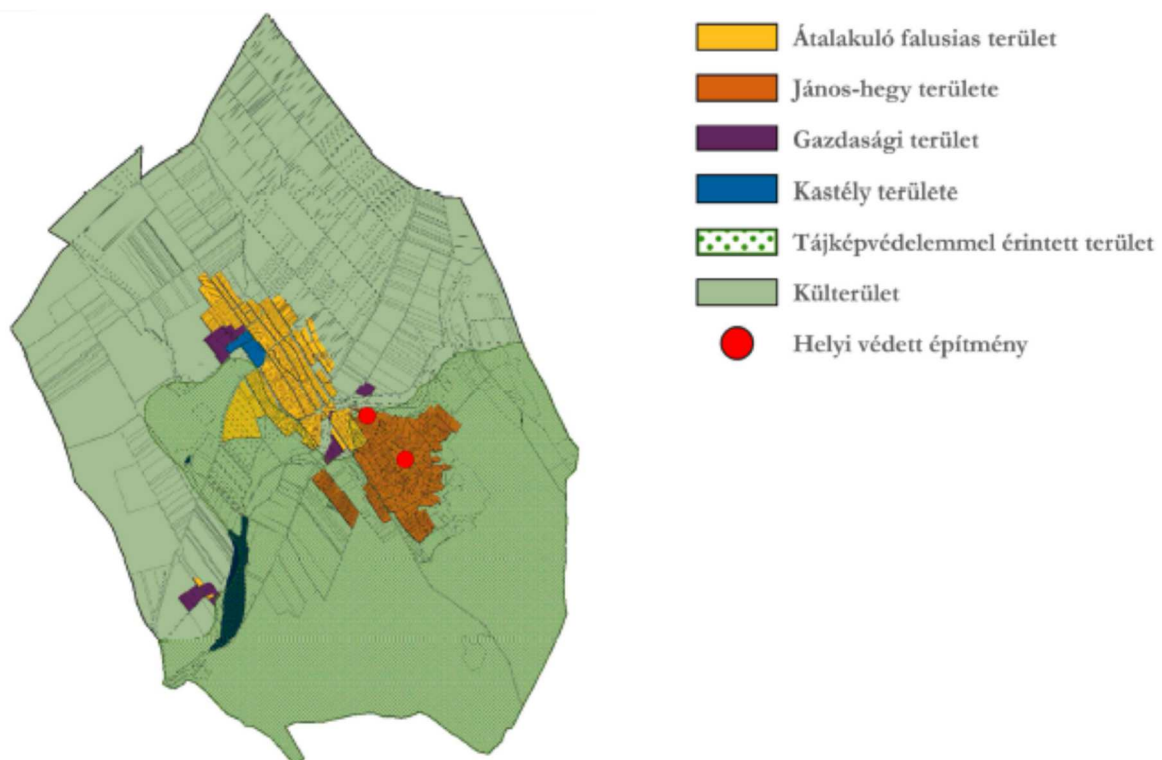 Átalakuló falusias terület
János-hegy területe
Gazdasági terület
Kastély területe
Tájképvédelemmel érintett terület
Külterület
Helyi védett építmény